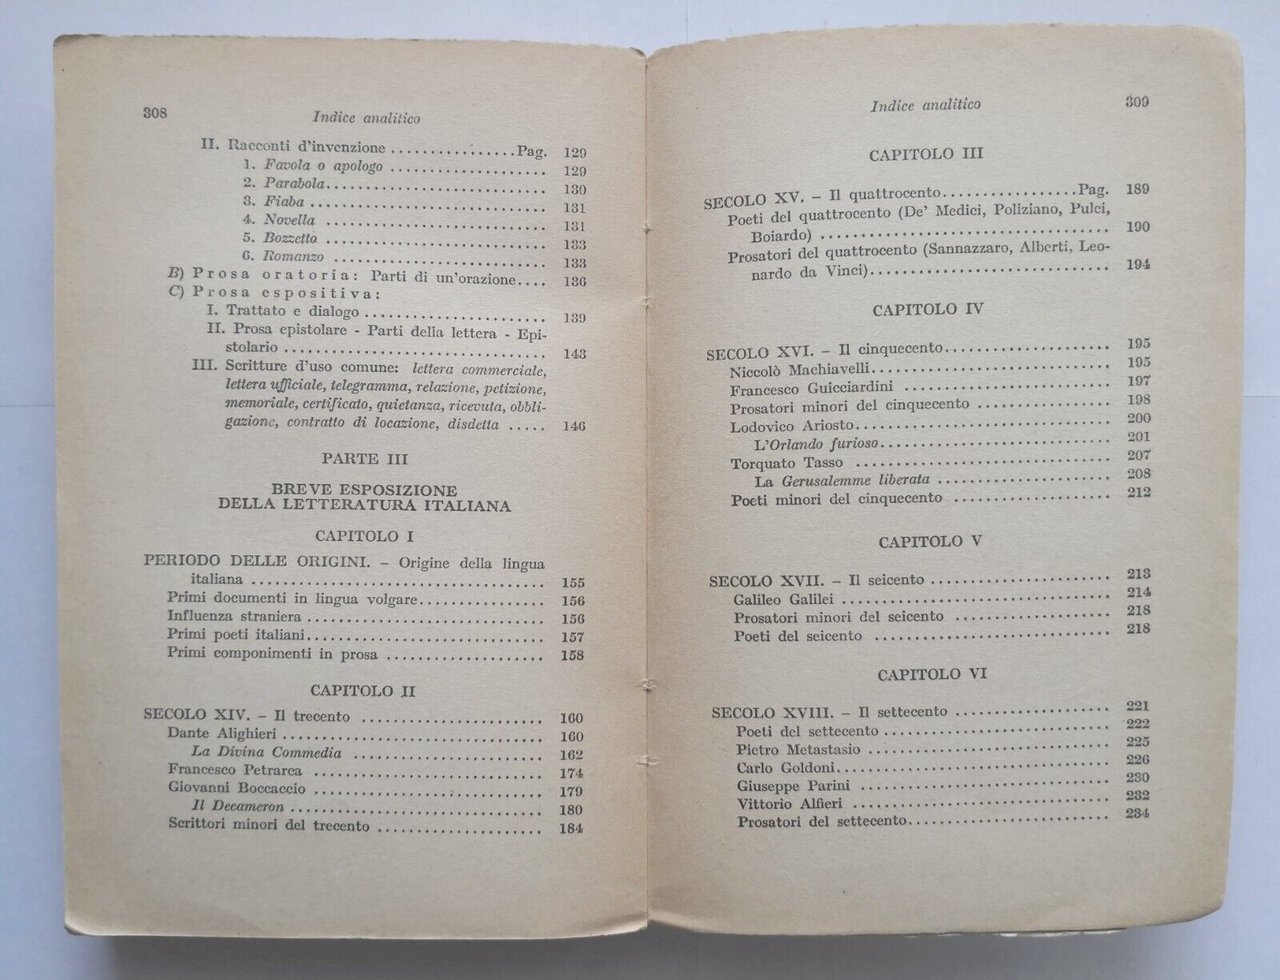 308
Indice analitico
II. Racconti d'invenzione ................Pag. 129
1. Favola o apologo .................... 129
2. Parabola............................ 130
3. Fiaba .............................. 131
4. Novella ............................ 131
5. Bozzetto ........................... 133
6. Romanzo ........................... 133
B) Prosa oratoria: Parti di un'orazione.... 136
C) Prosa espositiva:
I. Trattato e dialogo ....................... 139
II. Prosa epistolare - Parti della lettera - Epi-
stolario ................................. 143
III. Scritture d'uso comune: lettera commerciale,
lettera ufficiale, telegramma, relazione, petizione,
memoriale, certificato, quietanza, ricevuta, obbli-
gazione, contratto di locazione, disdetta ..... 146
PARTE III
BREVE ESPOSIZIONE
DELLA LETTERATURA ITALIANA
CAPITOLO I
PERIODO DELLE ORIGINI. – Origine della lingua
italiana ..................................... 155
Primi documenti in lingua volgare................ 156
Influenza straniera .............................. 156
Primi poeti italiani.............................. 157
Primi componimenti in prosa .................... 158
CAPITOLO II
SECOLO XIV. – Il trecento ....................... 160
Dante Alighieri ................................. 160
La Divina Commedia ........................ 162
Francesco Petrarca ............................. 174
Giovanni Boccaccio ............................. 179
Il Decameron ................................ 180
Scrittori minori del trecento ..................... 184
Indice analitico
309
CAPITOLO III
SECOLO XV. – Il quattrocento.................Pag. 189
Poeti del quattrocento (De' Medici, Poliziano, Pulci,
Boiardo) ..................................... 190
Prosatori del quattrocento (Sannazzaro, Alberti, Leo-
nardo da Vinci)............................... 194
CAPITOLO IV
SECOLO XVI. – Il cinquecento..................... 195
Niccolò Machiavelli.............................. 195
Francesco Guicciardini .......................... 197
Prosatori minori del cinquecento ................. 198
Lodovico Ariosto................................ 200
L'Orlando furioso............................. 201
Torquato Tasso ................................ 207
La Gerusalemme liberata ...................... 208
Poeti minori del cinquecento .................... 212
CAPITOLO V
SECOLO XVII. – Il seicento ....................... 213
Galileo Galilei .................................. 214
Prosatori minori del seicento .................... 218
Poeti del seicento .............................. 218
CAPITOLO VI
SECOLO XVIII. – Il settecento .................... 221
Poeti del settecento............................. 222
Pietro Metastasio ............................... 225
Carlo Goldoni................................... 226
Giuseppe Parini ................................ 230
Vittorio Alfieri ................................. 232
Prosatori del settecento.......................... 234